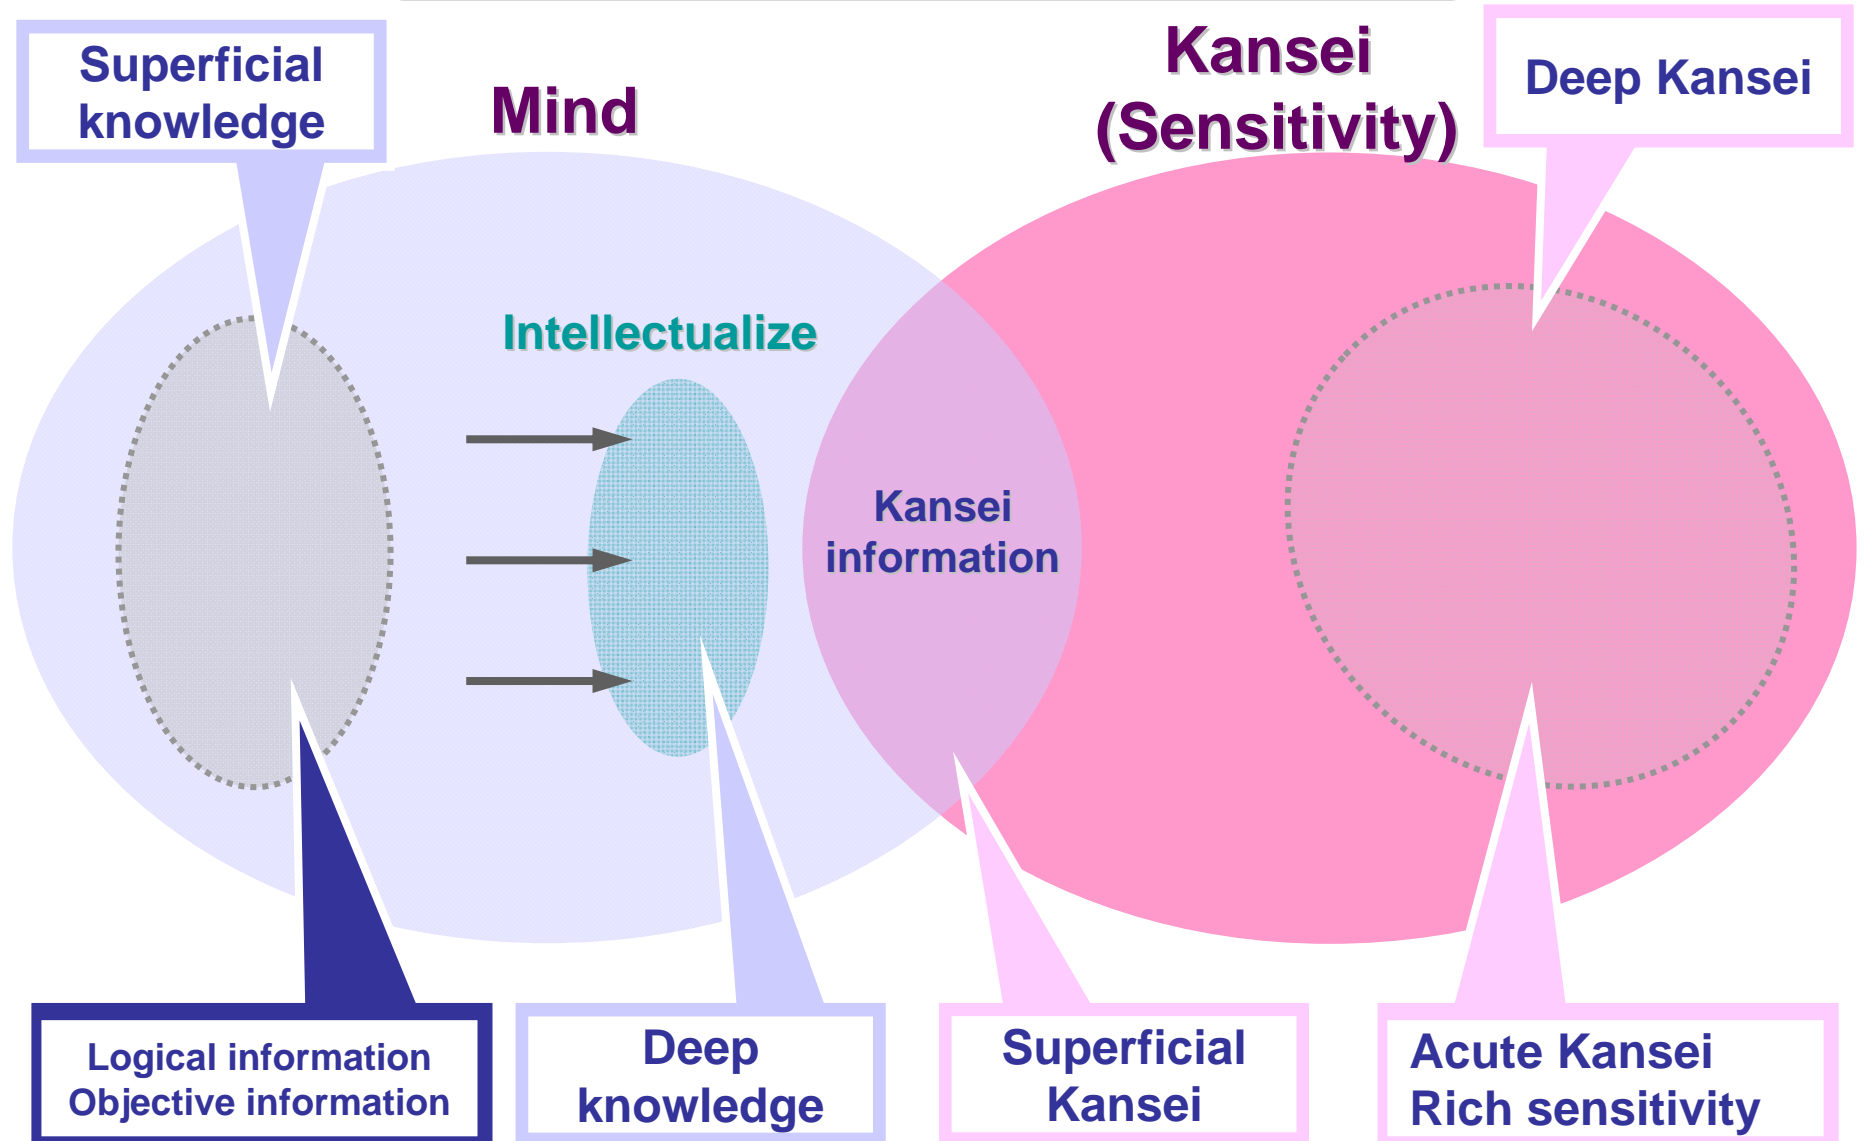 Superficial
knowledge
Mind
Kansei
(Sensitivity)
Deep Kansei
Intellectualize
Kansei
information
Logical information
Objective information
Deep
knowledge
Superficial
Kansei
Acute Kansei
Rich sensitivity